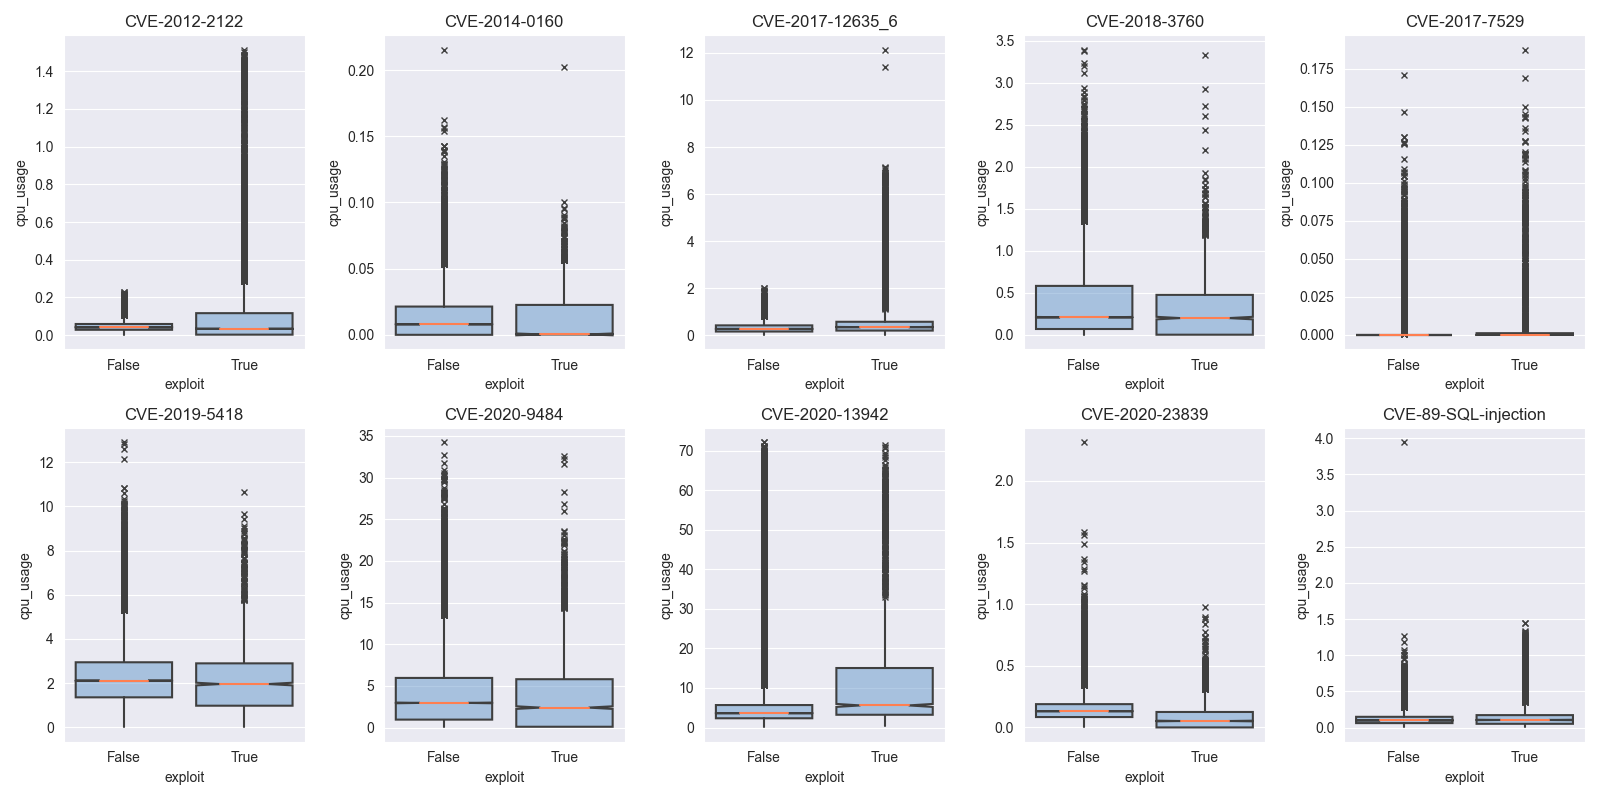 CVE-2012-2122
1.4
1.2
1.0
0.8
0.6
0.4
0.2
0.0
cpu_usage
False True
exploit
CVE-2014-0160
0.20
0.15
0.10
0.05
0.00
cpu_usage
False True
exploit
CVE-2017-12635_6
12
10
8
6
4
2
0
cpu_usage
False True
exploit
CVE-2018-3760
3.5
3.0
2.5
2.0
1.5
1.0
0.5
0.0
cpu_usage
False True
exploit
CVE-2017-7529
0.175
0.150
0.125
0.100
0.075
0.050
0.025
0.000
cpu_usage
False True
exploit
CVE-2019-5418
12
10
8
6
4
2
0
cpu_usage
False True
exploit
CVE-2020-9484
35
30
25
20
15
10
5
0
cpu_usage
False True
exploit
CVE-2020-13942
70
60
50
40
30
20
10
0
cpu_usage
False True
exploit
CVE-2020-23839
2.0
1.5
1.0
0.5
0.0
cpu_usage
False True
exploit
CVE-89-SQL-injection
4.0
3.5
3.0
2.5
2.0
1.5
1.0
0.5
0.0
cpu_usage
False True
exploit